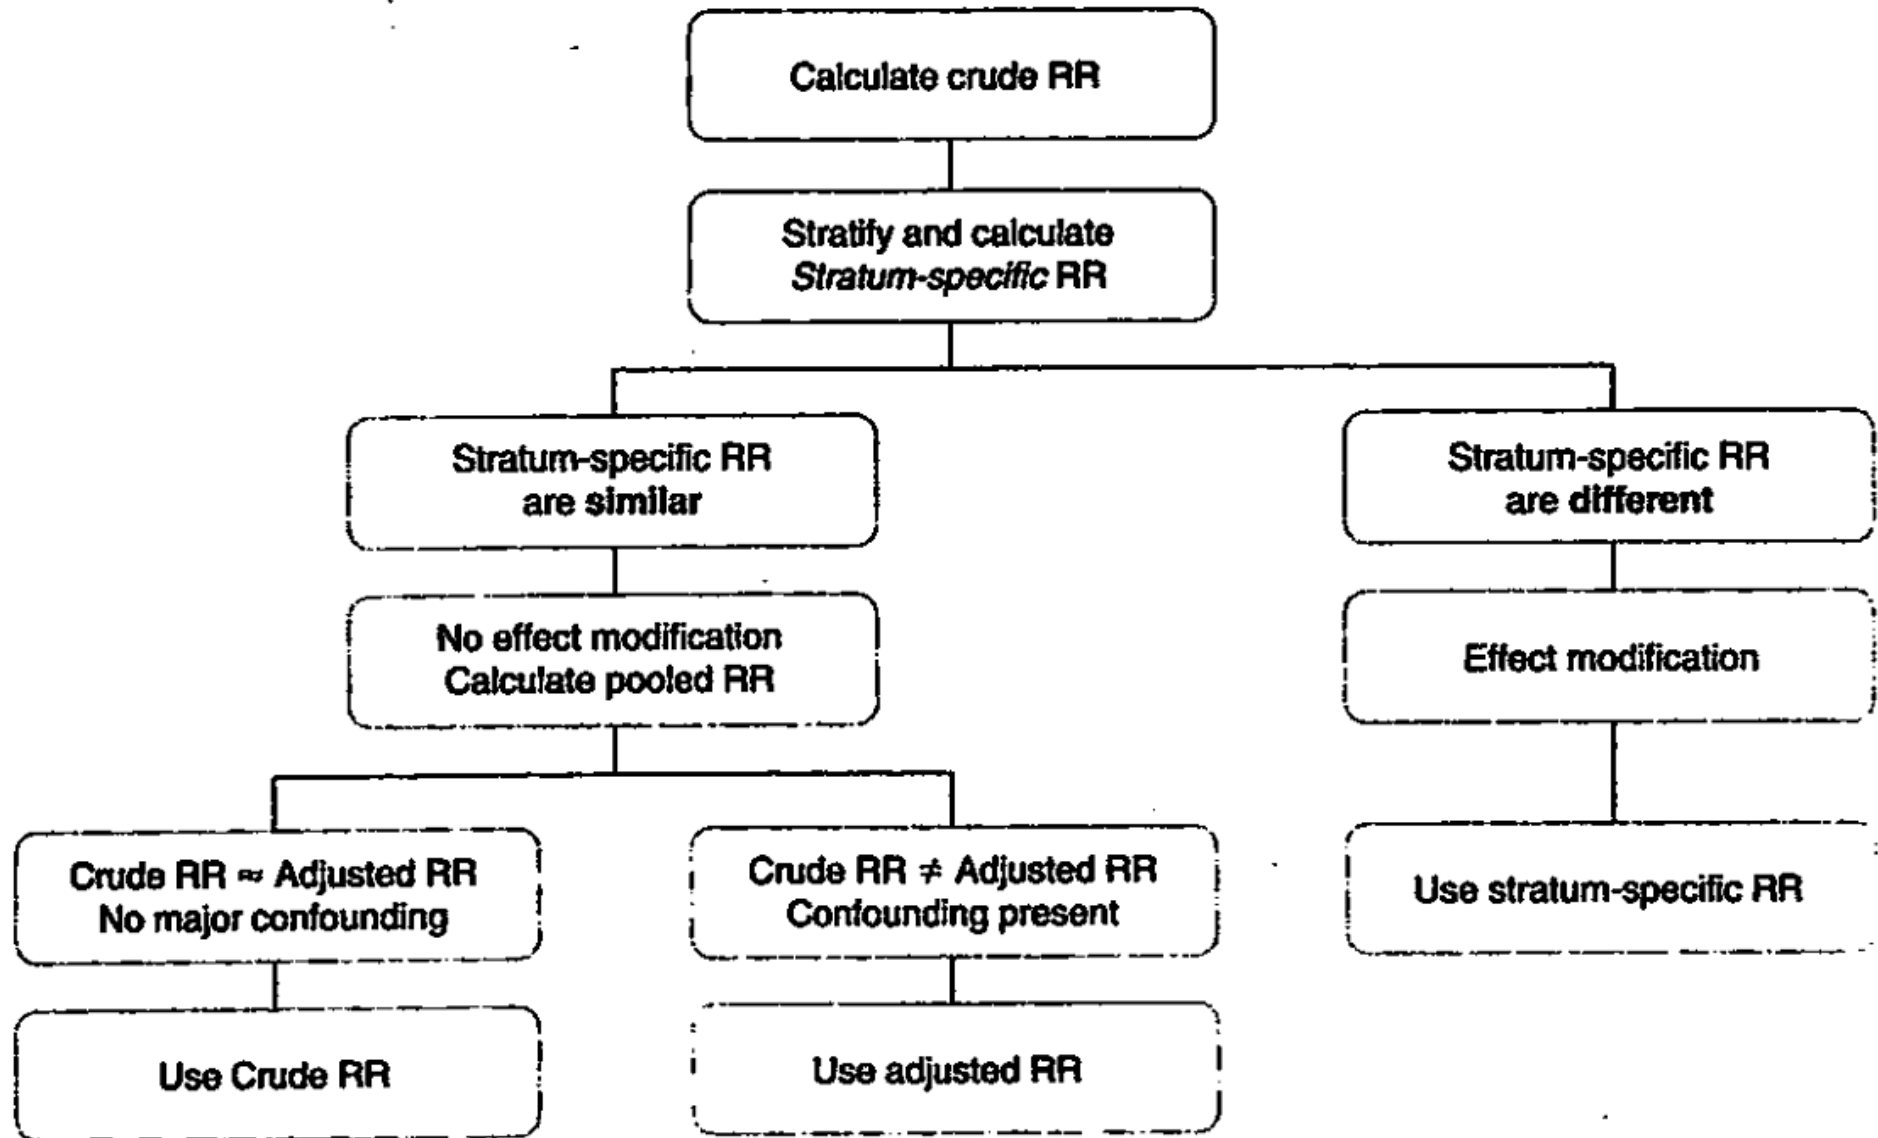 Calculate crude RR
Stratify and calculate
Stratum-specific RR
Stratum-specific RR
are similar
Stratum-specific RR
are different
No effect modification
Calculate pooled RR
Effect modification
Crude RR ≈ Adjusted RR
No major confounding
Crude RR ≠ Adjusted RR
Confounding present
Use stratum-specific RR
Use Crude RR
Use adjusted RR